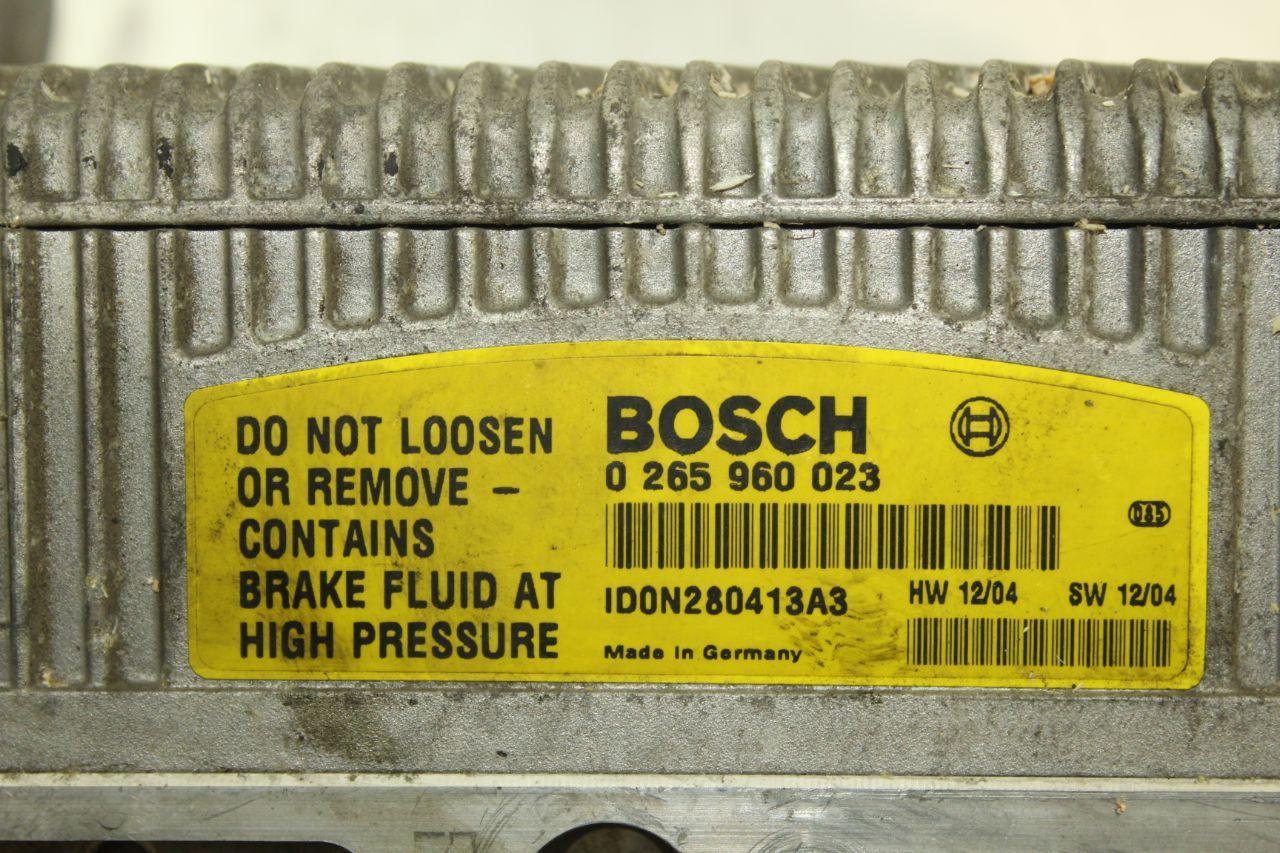 DO NOT LOOSEN
OR REMOVE –
CONTAINS
BRAKE FLUID AT
HIGH PRESSURE
BOSCH
0 265 960 023
ID0N280413A3
Made in Germany
HW 12/04 SW 12/04